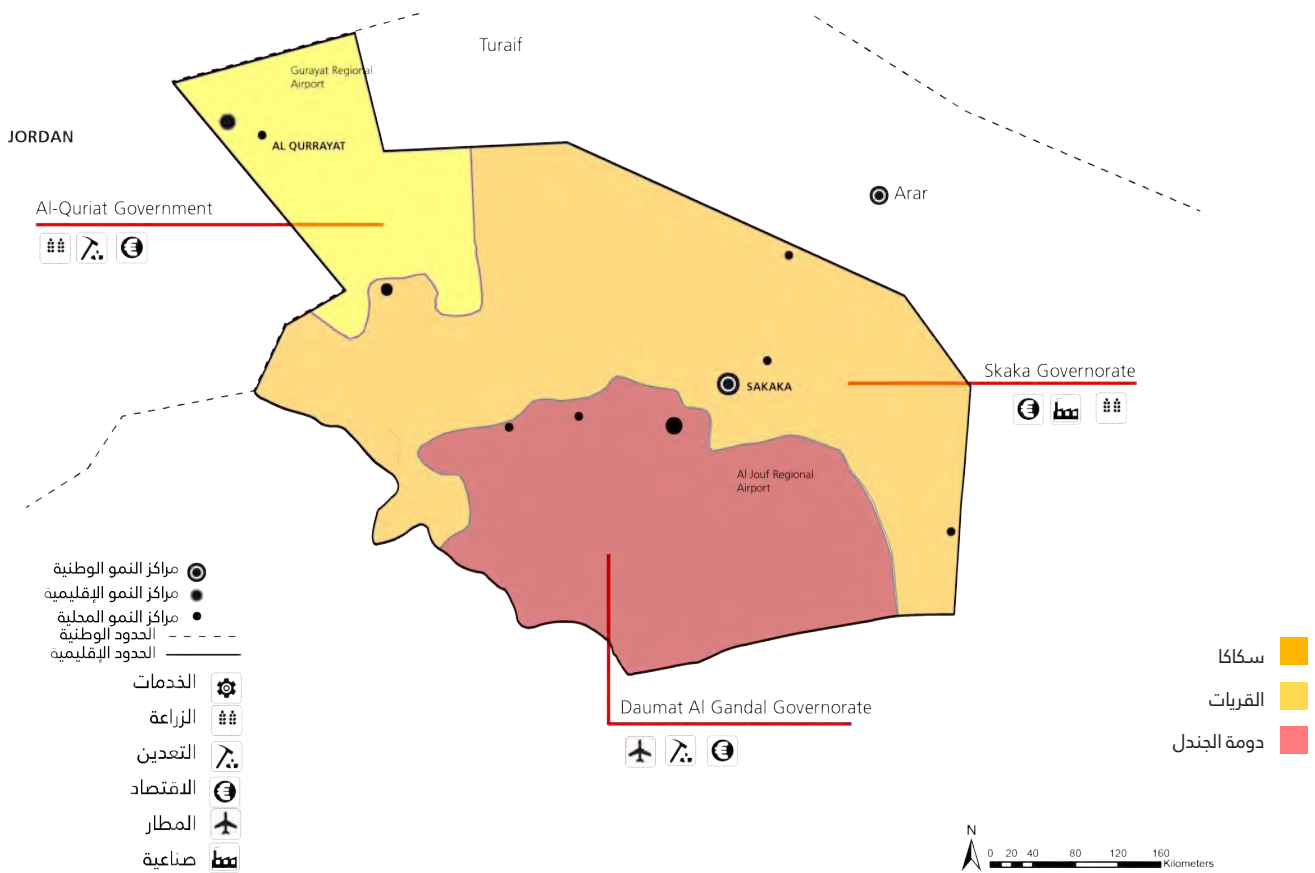 Turaif
Gurayat Regional
Airport
JORDAN
AL QURRAYAT
Arar
Al-Quriat Government
Skaka Governorate
SAKAKA
Al Jouf Regional
Airport
Daumat Al Gandal Governorate
مراكز النمو الوطنية
مراكز النمو الإقليمية
مراكز النمو المحلية
الحدود الوطنية
الحدود الإقليمية
الخدمات
الزراعة
التعدين
الاقتصاد
المطار
صناعية
سكاكا
القريات
دومة الجندل
N
0 20 40 80 120 160
Kilometers